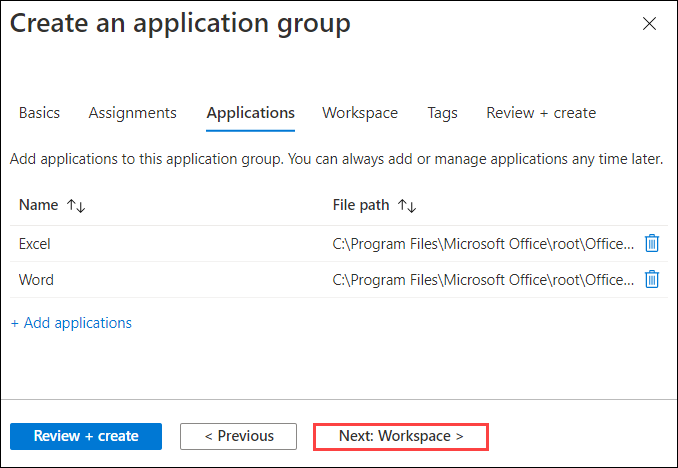 Create an application group
Basics Assignments Applications Workspace Tags Review + create
Add applications to this application group. You can always add or manage applications any time later.
Name ↑↓ File path ↑↓
Excel C:\Program Files\Microsoft Office\root\Office...
Word C:\Program Files\Microsoft Office\root\Office...
+ Add applications
Review + create < Previous Next: Workspace >